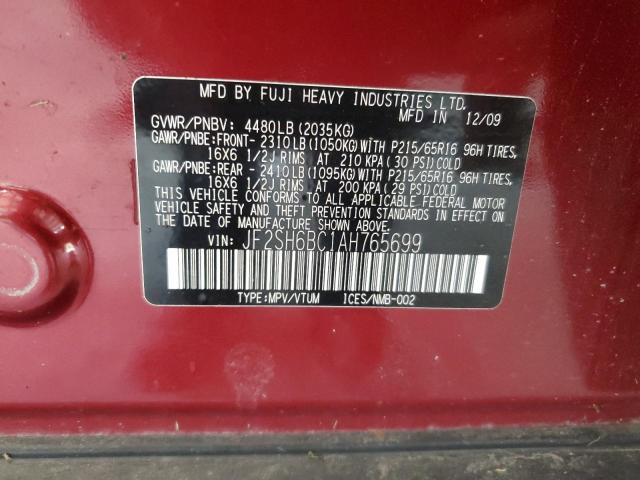 MFD BY FUJI HEAVY INDUSTRIES LTD.
MFD IN 12/09
GVWR/PNBV: 4480LB(2035KG)
GAWR/PNBE:FRONT- 2310LB(1050KG)WITH P215/65R16 96H TIRES,
16X6 1/2J RIMS AT 210 KPA(30 PSI)COLD
GAWR/PNBE:REAR - 2410LB(1095KG)WITH P215/65R16 96H TIRES,
16X6 1/2J RIMS AT 200 KPA(29 PSI)COLD
THIS VEHICLE CONFORMS TO ALL APPLICABLE FEDERAL MOTOR
VEHICLE SAFETY AND THEFT PREVENTION STANDARDS IN EFFECT ON
THE DATE OF MANUFACTURE SHOWN ABOVE.
VIN: JF2SH6BC1AH765699
TYPE:MPV/VTUM ICES/NMB-002